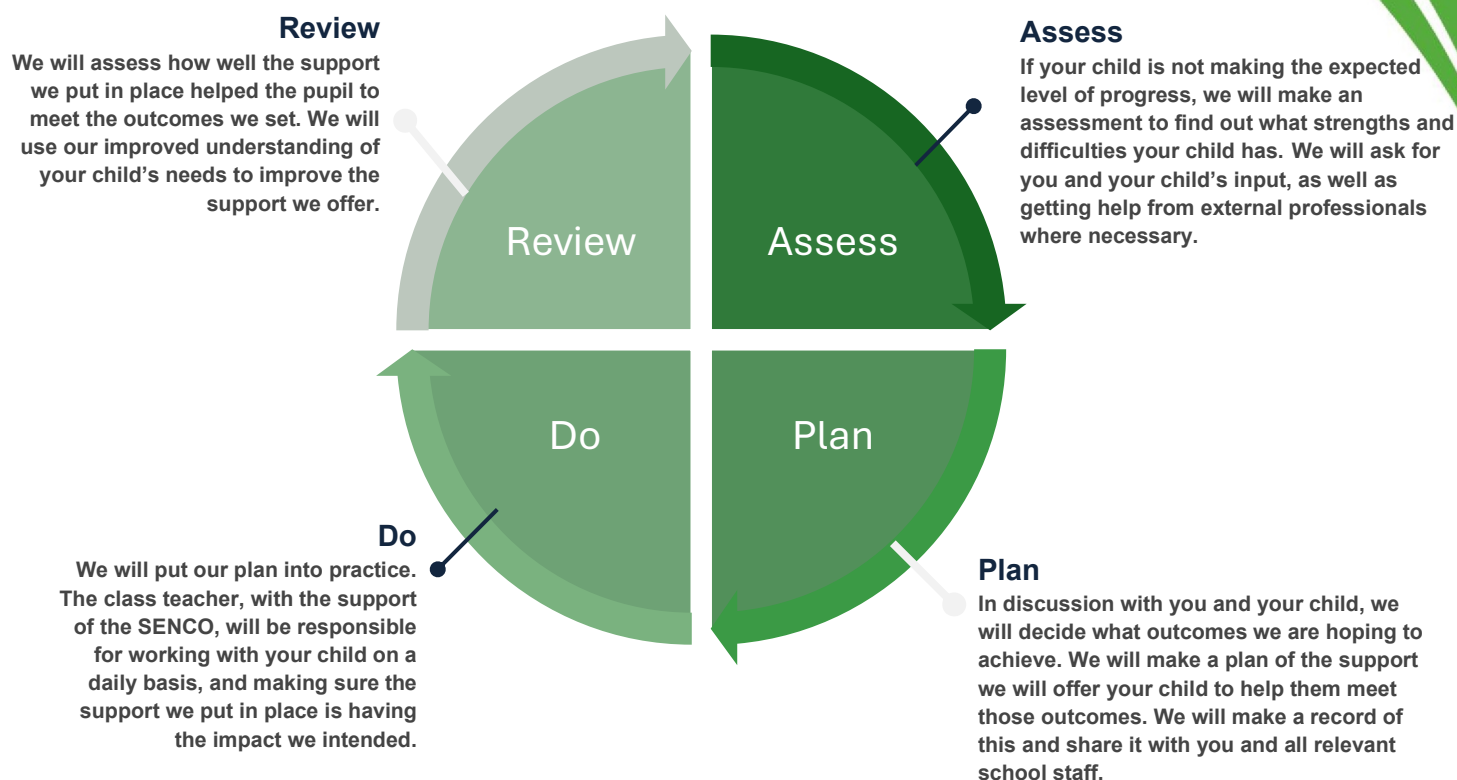 Review
We will assess how well the support
we put in place helped the pupil to
meet the outcomes we set. We will
use our improved understanding of
your child’s needs to improve the
support we offer.
Assess
If your child is not making the expected
level of progress, we will make an
assessment to find out what strengths and
difficulties your child has. We will ask for
you and your child’s input, as well as
getting help from external professionals
where necessary.
Review
Assess
Do
Plan
Do
We will put our plan into practice.
The class teacher, with the support
of the SENCO, will be responsible
for working with your child on a
daily basis, and making sure the
support we put in place is having
the impact we intended.
Plan
In discussion with you and your child, we
will decide what outcomes we are hoping to
achieve. We will make a plan of the support
we will offer your child to help them meet
those outcomes. We will make a record of
this and share it with you and all relevant
school staff.